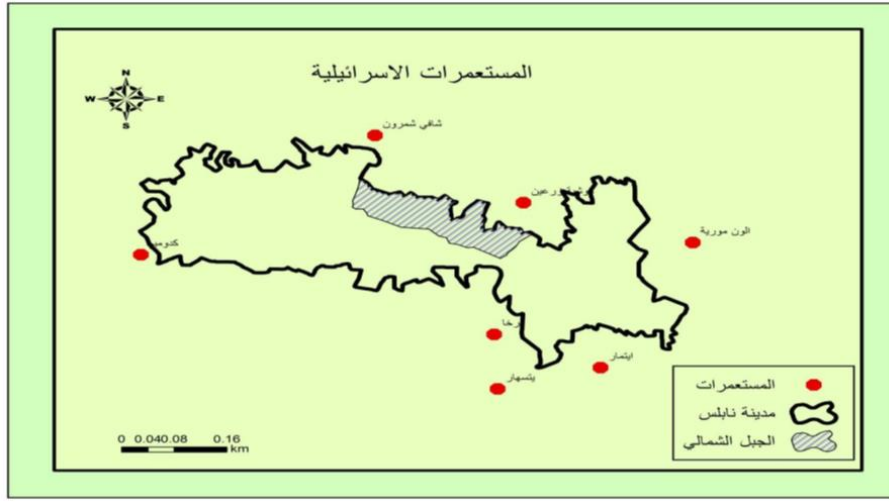 المستعمرات الاسرائيلية
N
W E
S
شافي شمرون
الون مورية
ايتمار
يتسهار
المستعمرات
مدينة نابلس
الجبل الشمالي
0 0.040.08 0.16
km